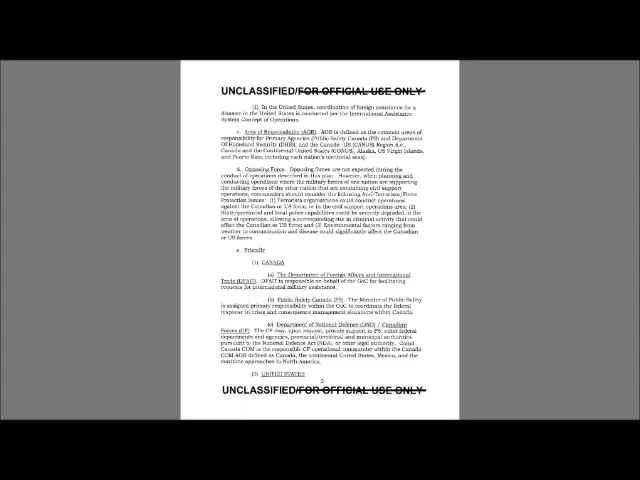 UNCLASSIFIED/FOR OFFICIAL USE ONLY
(1) In the United States, coordination of foreign assistance for a
disaster in the United States is conducted per the International Assistance
System Concept of Operations.
c. Area of Responsibility (AOR). AOR is defined as the common areas of
responsibility for Primary Agencies (Public Safety Canada (PS) and Department
Of Homeland Security (DHS)), and the Canada -US (CANUS) Region (i.e.,
Canada and the Continental United States (CONUS), Alaska, US Virgin Islands,
and Puerto Rico, including each nation's territorial seas).
d. Opposing Force. Opposing forces are not expected during the
conduct of operations described in this plan. However, when planning and
conducting operations where the military forces of one nation are supporting
the military forces of the other nation that are conducting civil support
operations, commanders should consider the following Anti-Terrorism/Force
Protection issues: (1) Terrorists organizations could conduct operations
against the Canadian or US force, or in the civil support operations area; (2)
State/provincial and local police capabilities could be severely degraded in the
area of operations, allowing a corresponding rise in criminal activity that could
affect the Canadian or US force; and (3) Environmental factors ranging from
weather to contamination and disease could significantly affect the Canadian
or US forces.
e. Friendly
(1) CANADA
(a) The Department of Foreign Affairs and International
Trade (DFAIT). DFAIT is responsible on behalf of the GoC for facilitating
requests for International military assistance.
(b) Public Safety Canada (PS). The Minister of Public Safety
is assigned primary responsibility within the GoC to coordinate the federal
response in crisis and consequence management situations within Canada.
(c) Department of National Defence (DND) / Canadian
Forces (CF). The CF may, upon request, provide support to PS, other federal
departments and agencies, provincial/territorial and municipal authorities
pursuant to the National Defence Act (NDA), or other legal authority. Comd
Canada COM is the responsible CF operational commander within the Canada
COM AOR defined as Canada, the continental United States, Mexico, and the
maritime approaches to North America.
(2) UNITED STATES
2
UNCLASSIFIED/FOR OFFICIAL USE ONLY